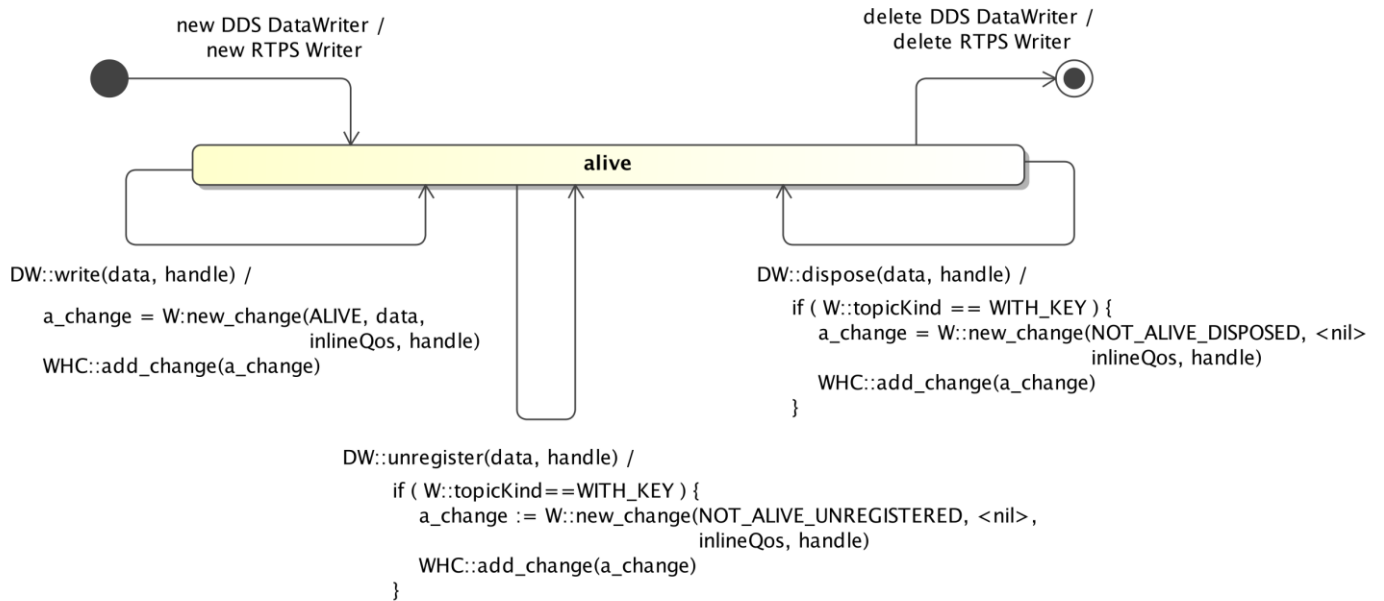 new DDS DataWriter /
new RTPS Writer
delete DDS DataWriter /
delete RTPS Writer
alive
DW::write(data, handle) /
a_change = W:new_change(ALIVE, data,
inlineQos, handle)
WHC::add_change(a_change)
DW::dispose(data, handle) /
if ( W::topicKind == WITH_KEY ) {
a_change = W::new_change(NOT_ALIVE_DISPOSED, <nil>
inlineQos, handle)
WHC::add_change(a_change)
}
DW::unregister(data, handle) /
if ( W::topicKind==WITH_KEY ) {
a_change := W::new_change(NOT_ALIVE_UNREGISTERED, <nil>,
inlineQos, handle)
WHC::add_change(a_change)
}